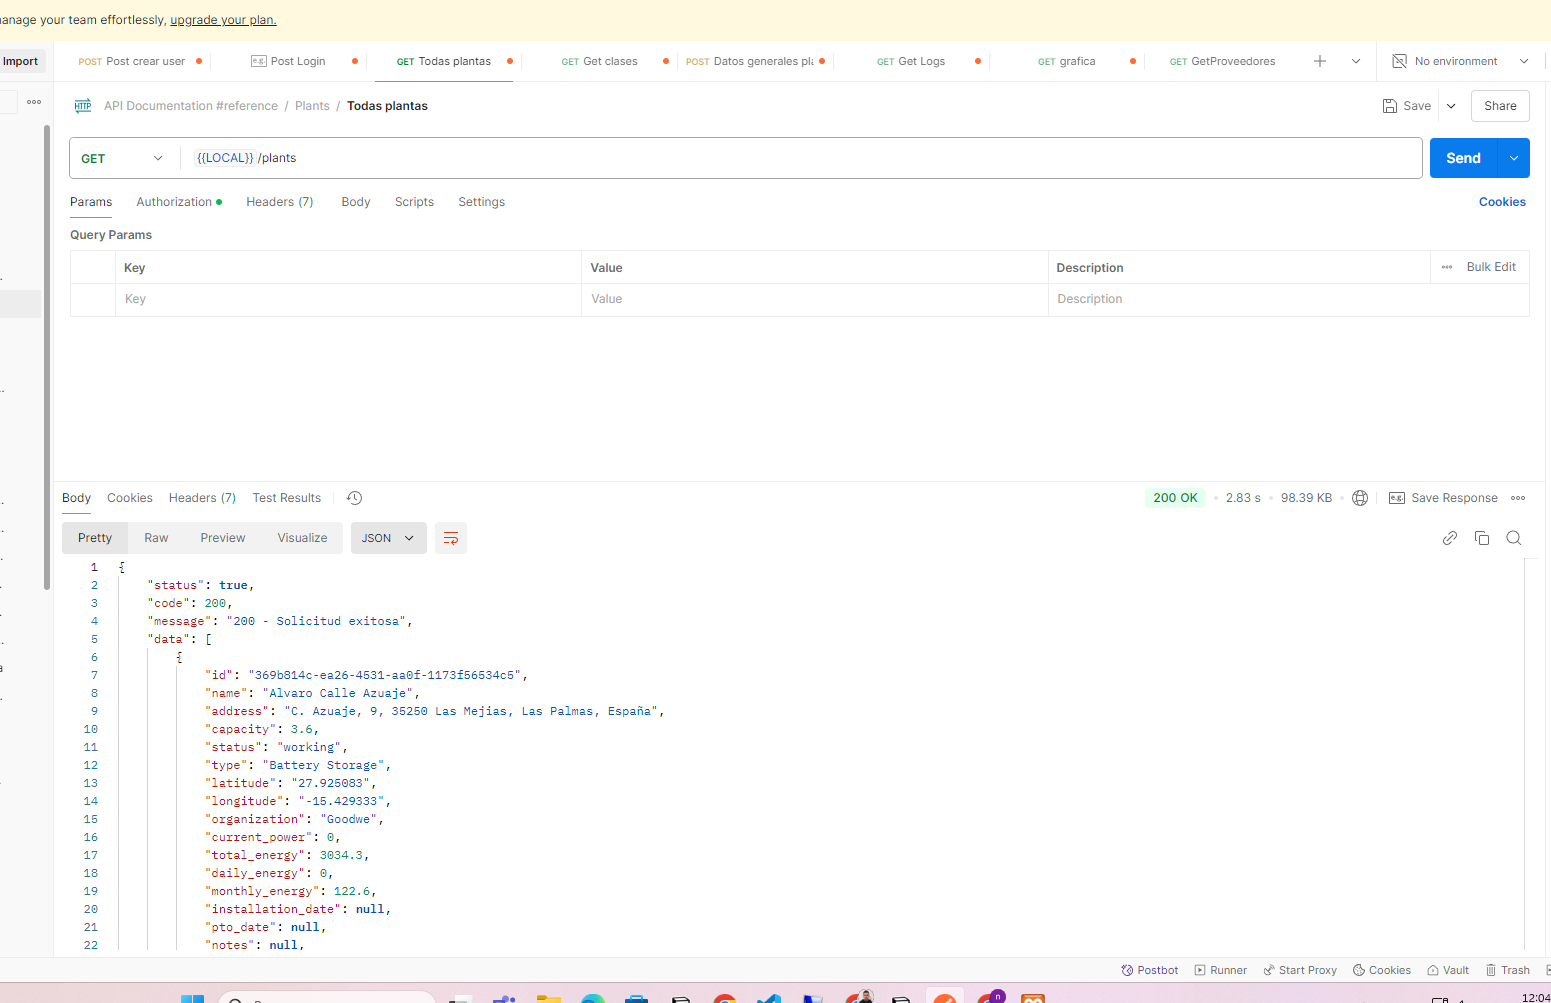 manage your team effortlessly, upgrade your plan.
Import
POST Post crear user
e.g. Post Login
GET Todas plantas
GET Get clases
POST Datos generales pl
GET Get Logs
GET grafica
GET GetProveedores
No environment
HTTP API Documentation #reference / Plants / Todas plantas
Save
Share
GET
{{LOCAL}} /plants
Send
Params
Authorization
Headers (7)
Body
Scripts
Settings
Cookies
Query Params
Key Value Description Bulk Edit
Key Value Description
Body
Cookies
Headers (7)
Test Results
200 OK
2.83 s
98.39 KB
e.g. Save Response
Pretty
Raw
Preview
Visualize
JSON
1 {
2 "status": true,
3 "code": 200,
4 "message": "200 - Solicitud exitosa",
5 "data": [
6 {
7 "id": "369b814c-ea26-4531-aa0f-1173f56534c5",
8 "name": "Alvaro Calle Azuaje",
9 "address": "C. Azuaje, 9, 35250 Las Mejias, Las Palmas, España",
10 "capacity": 3.6,
11 "status": "working",
12 "type": "Battery Storage",
13 "latitude": "27.925083",
14 "longitude": "-15.429333",
15 "organization": "Goodwe",
16 "current_power": 0,
17 "total_energy": 3034.3,
18 "daily_energy": 0,
19 "monthly_energy": 122.6,
20 "installation_date": null,
21 "pto_date": null,
22 "notes": null,
Postbot
Runner
Start Proxy
Cookies
Vault
Trash
n
12:04